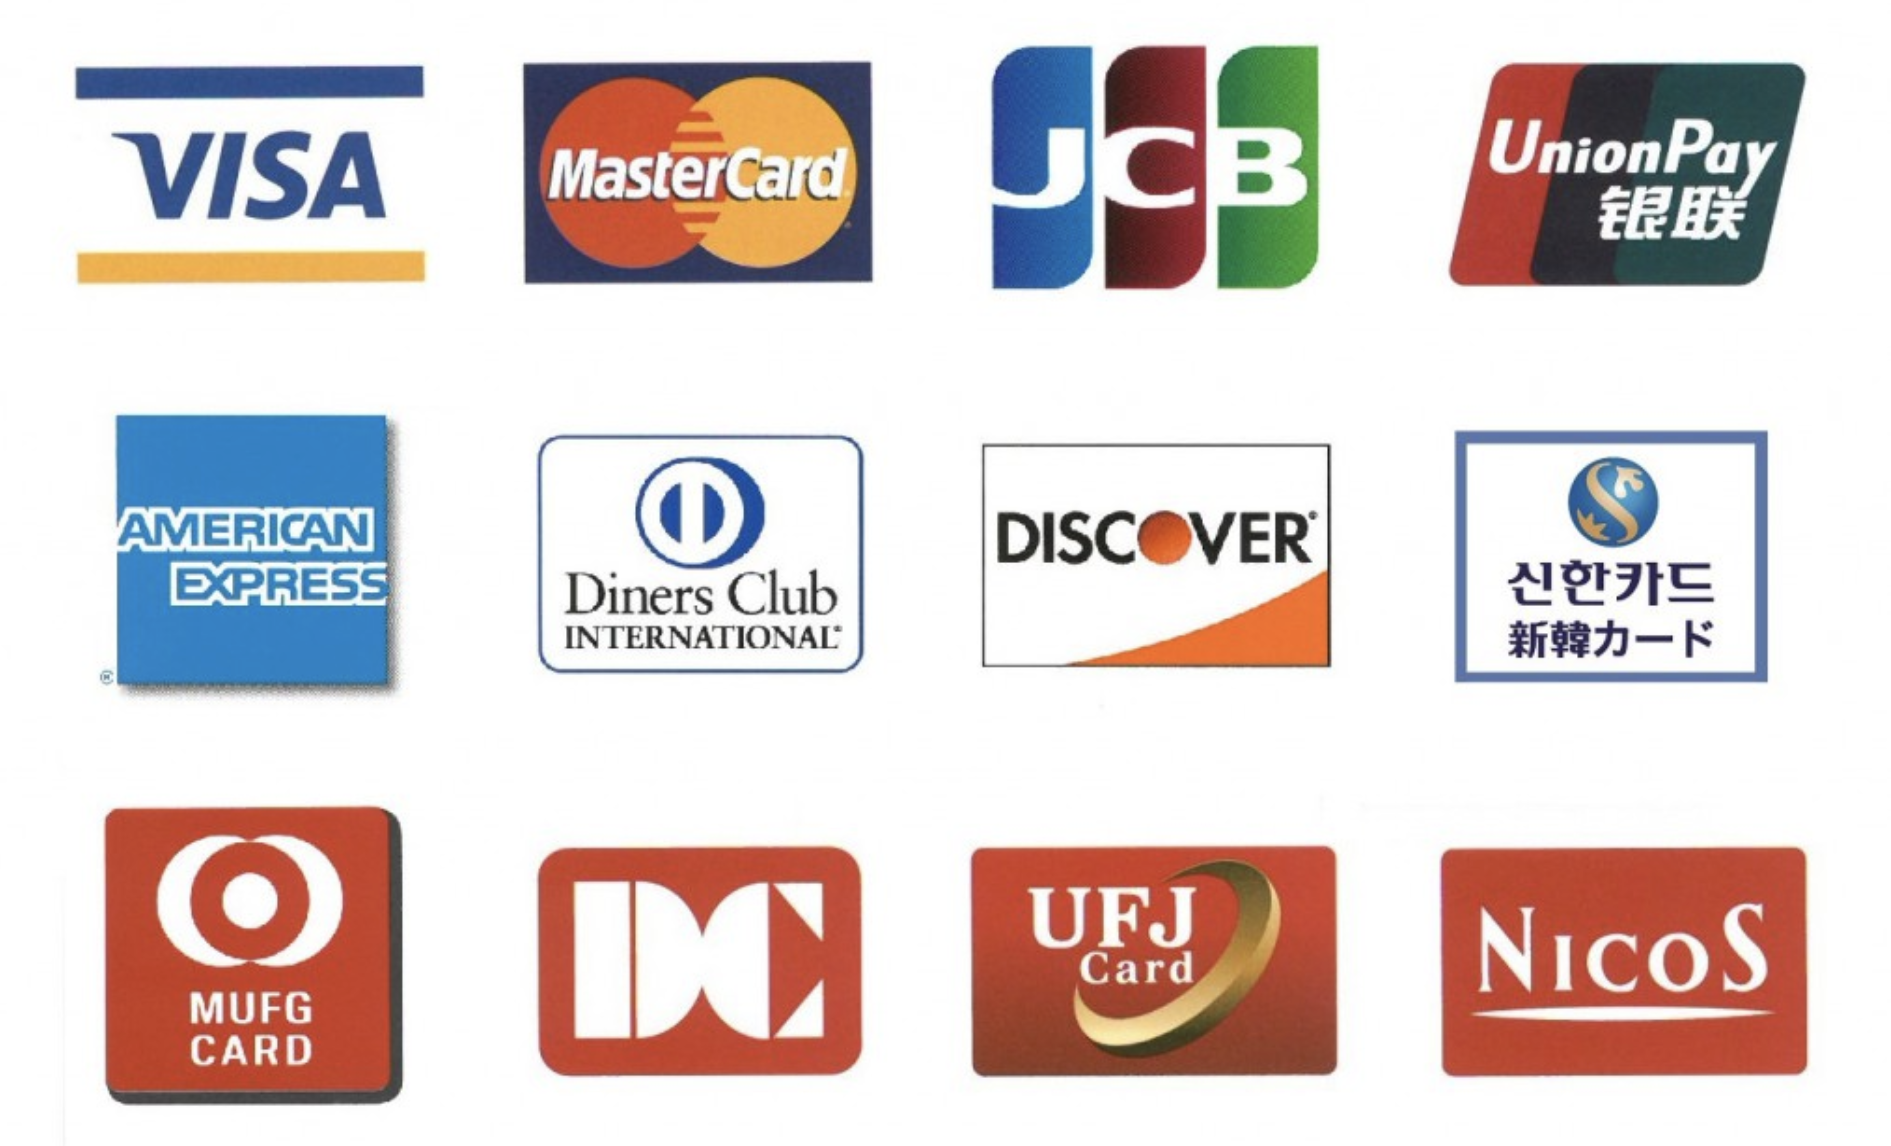 VISA
MasterCard
JCB
UnionPay
银联
AMERICAN
EXPRESS
®
Diners Club
INTERNATIONAL®
DISCOVER®
신한카드
新韓カード
MUFG
CARD
DC
UFJ
Card
NICOS